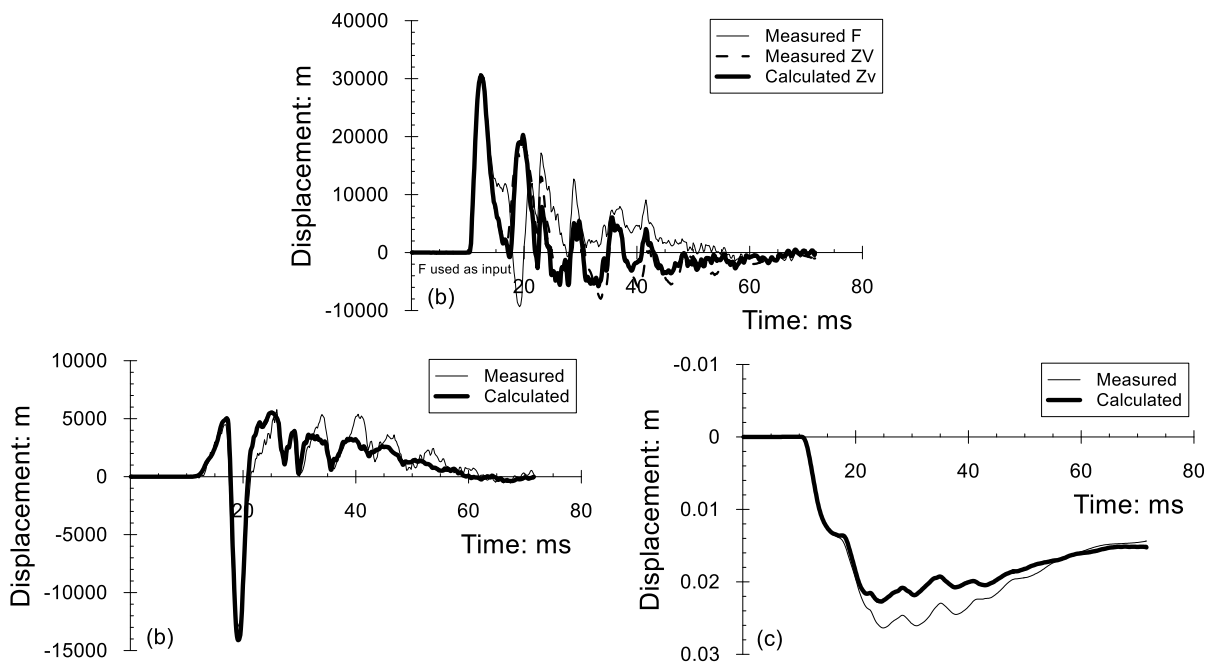 40000
30000
20000
10000
0
-10000
Displacement: m
Measured F
Measured ZV
Calculated Zv
F used as input
(b)
20
40
60
80
Time: ms
10000
5000
0
-5000
-10000
-15000
Displacement: m
Measured
Calculated
20
40
60
80
Time: ms
(b)
-0.01
0
0.01
0.02
0.03
Displacement: m
Measured
Calculated
20
40
60
80
Time: ms
(c)